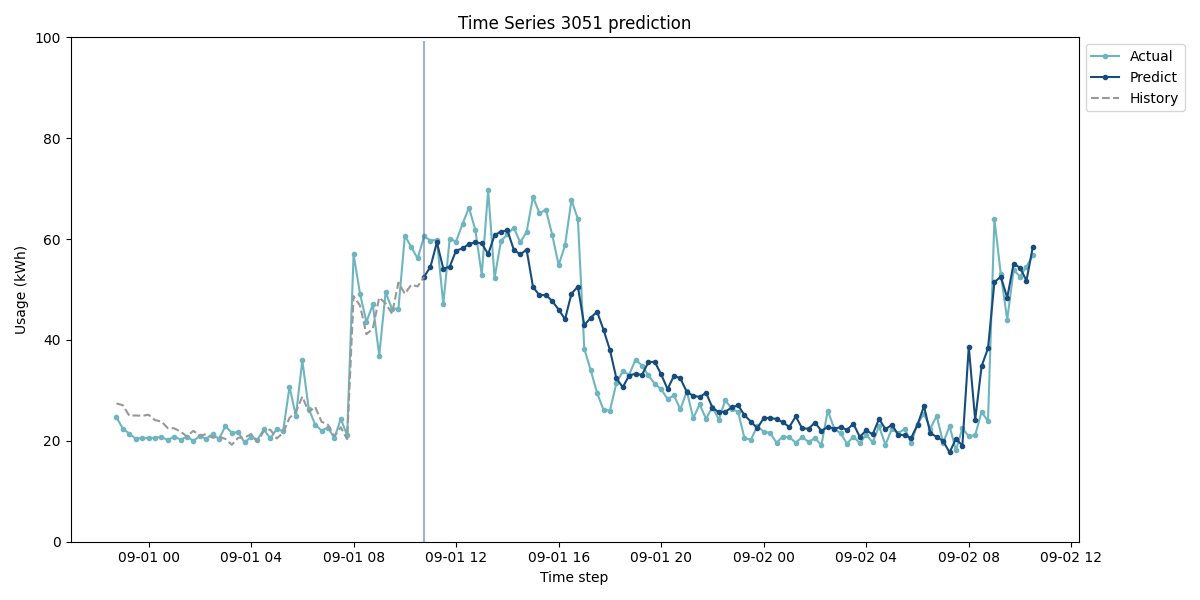 Time Series 3051 prediction
100
80
60
40
20
0
Usage (kWh)
09-01 00
09-01 04
09-01 08
09-01 12
09-01 16
09-01 20
09-02 00
09-02 04
09-02 08
09-02 12
Time step
Actual
Predict
History